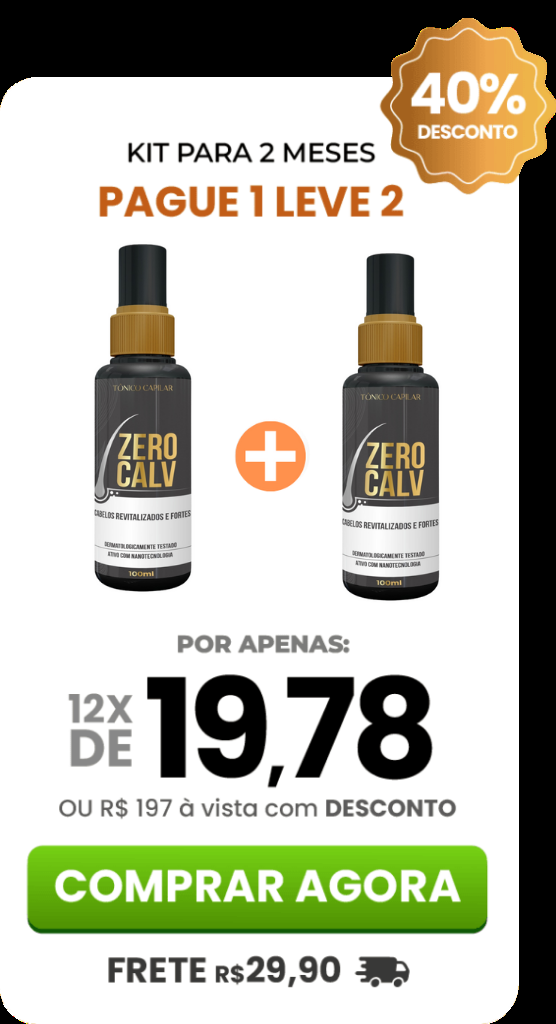 40%
DESCONTO
KIT PARA 2 MESES
PAGUE 1 LEVE 2
TÔNICO CAPILAR
ZERO
CALV
CABELOS REVITALIZADOS E FORTES
DERMATOLOGICAMENTE TESTADO
ATIVO COM NANOTECNOLOGIA
100ml
TÔNICO CAPILAR
ZERO
CALV
CABELOS REVITALIZADOS E FORTES
DERMATOLOGICAMENTE TESTADO
ATIVO COM NANOTECNOLOGIA
100ml
POR APENAS:
12X
DE 19,78
OU R$ 197 à vista com DESCONTO
COMPRAR AGORA
FRETE R$29,90